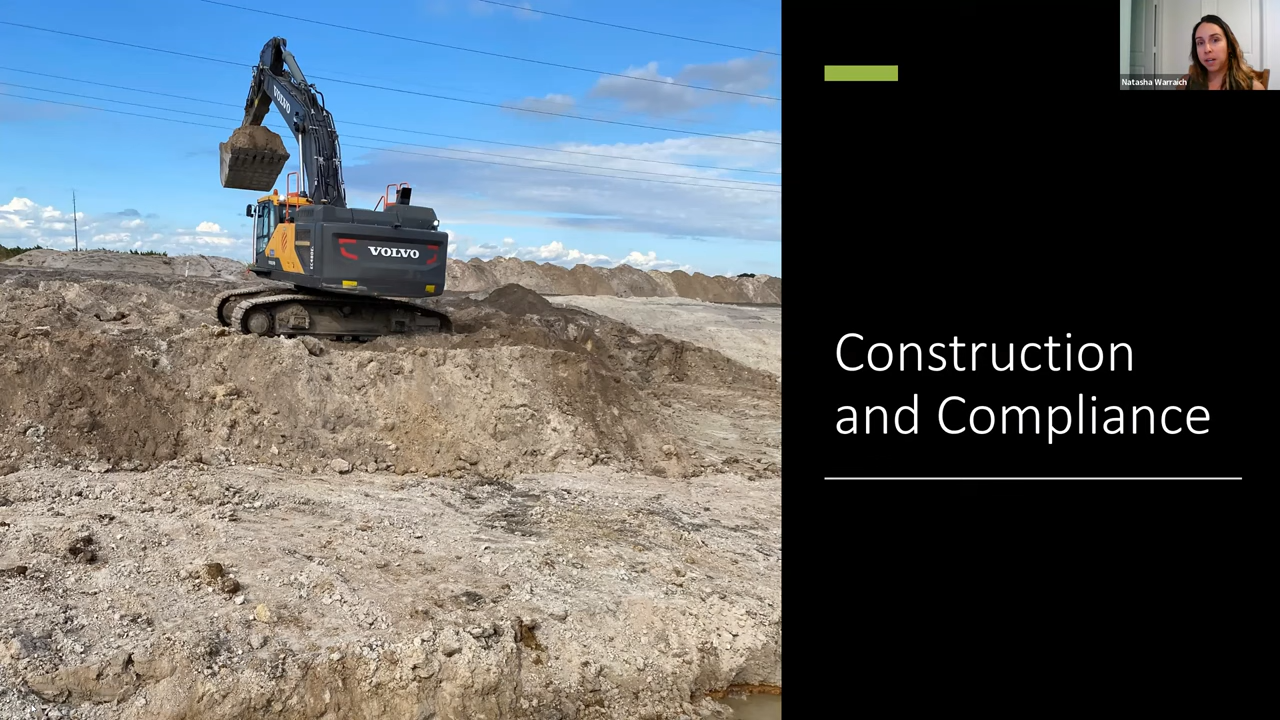 VOLVO
VOLVO
Natasha Warraich
Construction
and Compliance